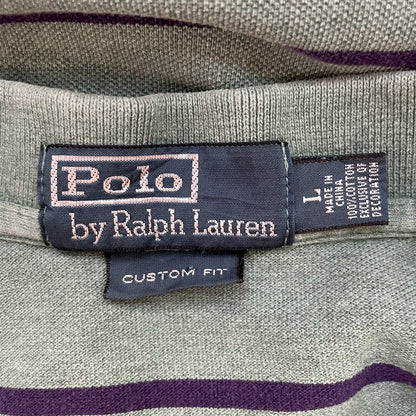 Polo
by Ralph Lauren
CUSTOM FIT
L
MADE IN
CHINA
100%COTTON
EXCLUSIVE OF
DECORATION